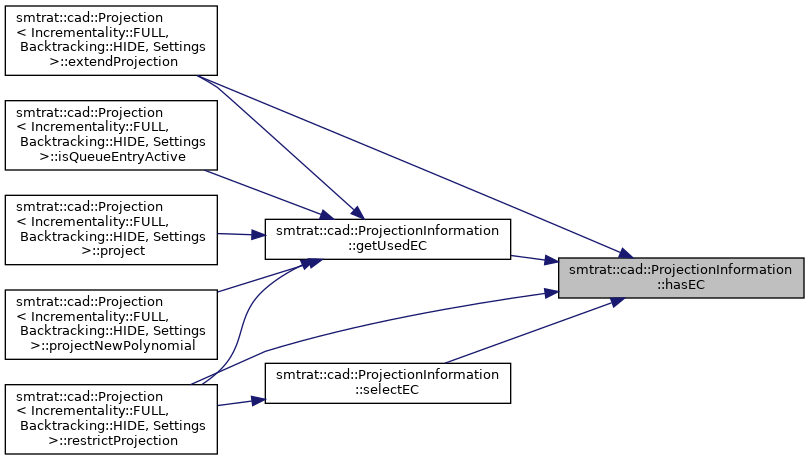 smtrat::cad::Projection
< Incrementality::FULL,
Backtracking::HIDE, Settings
>::extendProjection
smtrat::cad::Projection
< Incrementality::FULL,
Backtracking::HIDE, Settings
>::isQueueEntryActive
smtrat::cad::Projection
< Incrementality::FULL,
Backtracking::HIDE, Settings
>::project
smtrat::cad::Projection
< Incrementality::FULL,
Backtracking::HIDE, Settings
>::projectNewPolynomial
smtrat::cad::Projection
< Incrementality::FULL,
Backtracking::HIDE, Settings
>::restrictProjection
smtrat::cad::ProjectionInformation
::getUsedEC
smtrat::cad::ProjectionInformation
::selectEC
smtrat::cad::ProjectionInformation
::hasEC